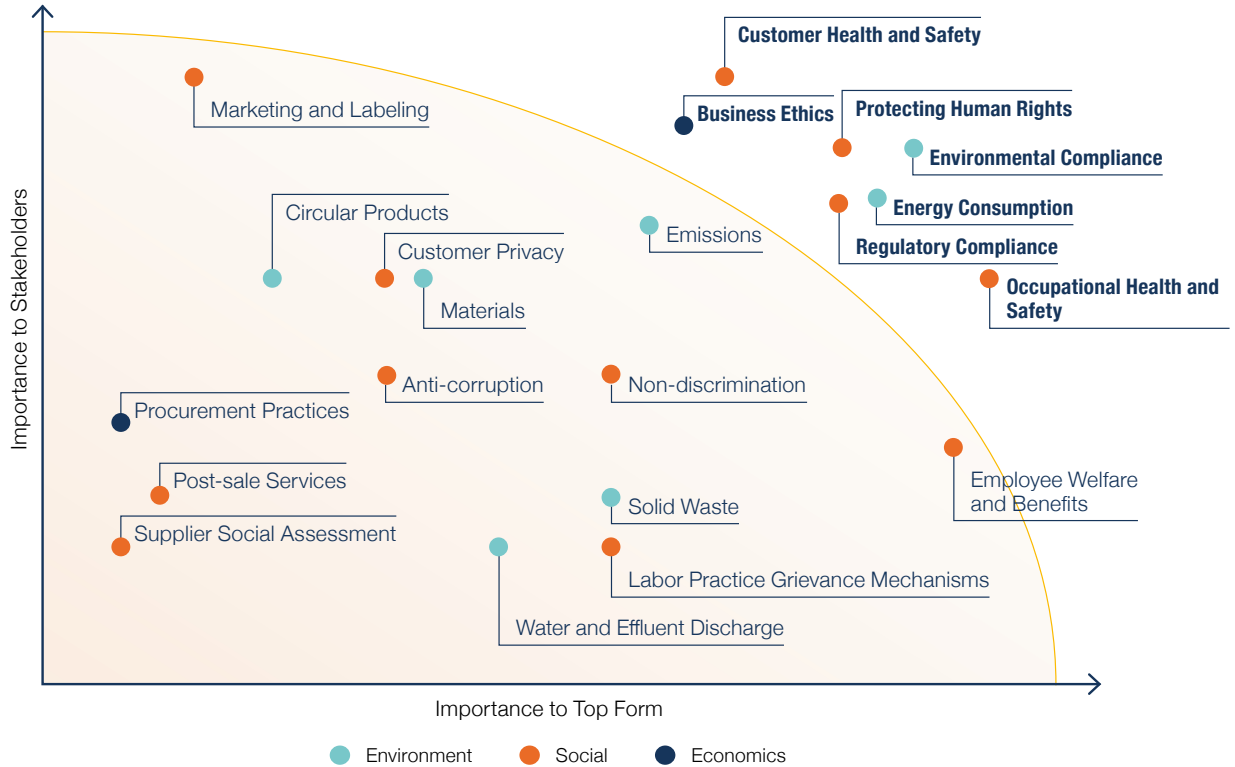 Customer Health and Safety
Marketing and Labeling
Business Ethics
Protecting Human Rights
Environmental Compliance
Circular Products
Energy Consumption
Customer Privacy
Emissions
Regulatory Compliance
Materials
Occupational Health and
Safety
Anti-corruption
Non-discrimination
Procurement Practices
Post-sale Services
Employee Welfare
and Benefits
Solid Waste
Supplier Social Assessment
Labor Practice Grievance Mechanisms
Water and Effluent Discharge
Importance to Stakeholders
Importance to Top Form
Environment
Social
Economics